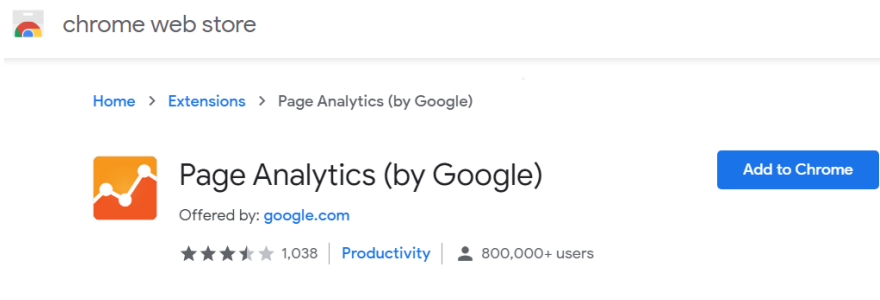 chrome web store
Home > Extensions > Page Analytics (by Google)
Page Analytics (by Google)
Add to Chrome
Offered by: google.com
1,038 Productivity 800,000+ users